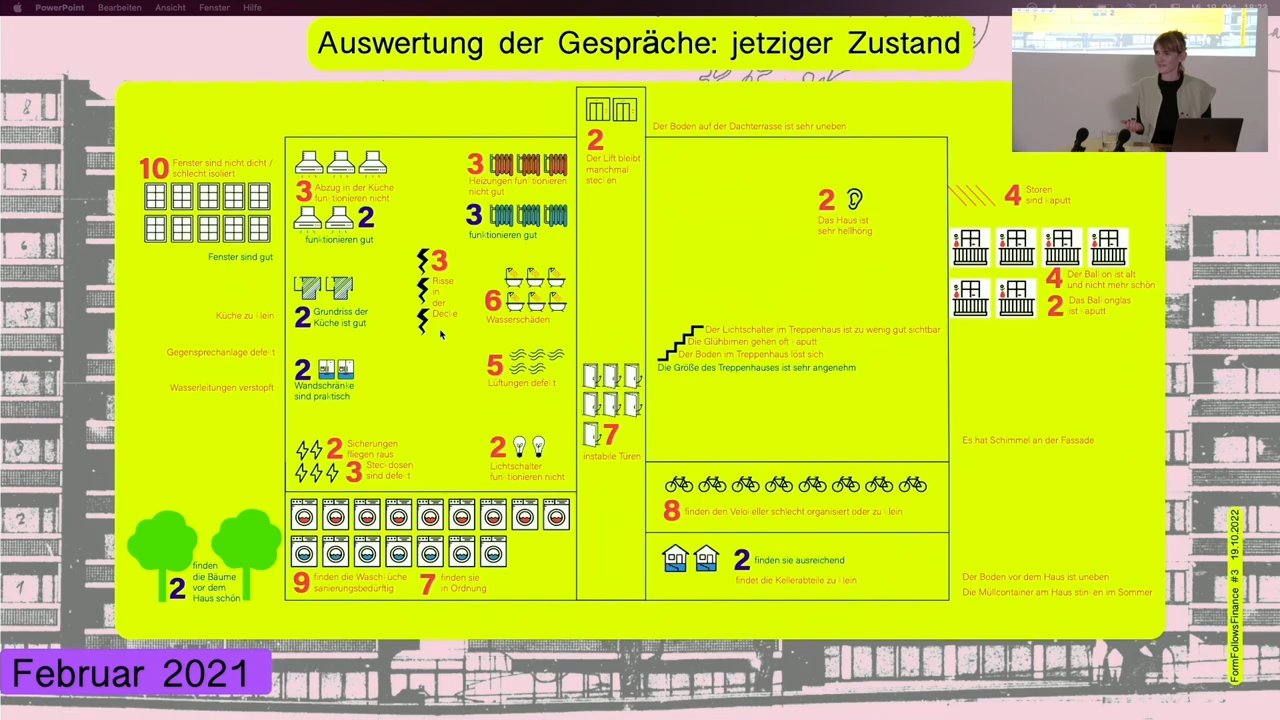 PowerPoint Bearbeiten Ansicht Fenster Hilfe
Auswertung der Gespräche: jetziger Zustand
10 Fenster sind nicht dicht /
schlecht isoliert
Fenster sind gut
Küche zu klein
Gegensprechanlage defekt
Wasserleitungen verstopft
3 Abzug in der Küche
funktionieren nicht
2
funktionieren gut
2 Grundriss der
Küche ist gut
2
Wandschränke
sind praktisch
2 Sicherungen
fliegen raus
3 Steckdosen
sind defekt
3 Heizungen funktionieren
nicht gut
3
funktionieren gut
3
Risse
in
der
Decke
6
Wasserschäden
5
Lüftungen defekt
2
Lichtschalter
funktionieren nicht
9 finden die Waschküche
sanierungsbedürftig
7 finden sie
in Ordnung
2
finden
die Bäume
vor dem
Haus schön
2
Der Lift bleibt
manchmal
stecken
7
instabile Türen
Der Boden auf der Dachterrasse ist sehr uneben
2
Das Haus ist
sehr hellhörig
Der Lichtschalter im Treppenhaus ist zu wenig gut sichtbar
Die Glühbirnen gehen oft kaputt
Der Boden im Treppenhaus löst sich
Die Größe des Treppenhauses ist sehr angenehm
8 finden den Velokeller schlecht organisiert oder zu klein
2 finden sie ausreichend
findet die Kellerabteile zu klein
4 Storen
sind kaputt
4 Der Balkon ist alt
und nicht mehr schön
2 Das Balkonglas
ist kaputt
Es hat Schimmel an der Fassade
Der Boden vor dem Haus ist uneben
Die Müllcontainer am Haus stinken im Sommer
FormFollowsFinance #3 19.10.2022
Februar 2021